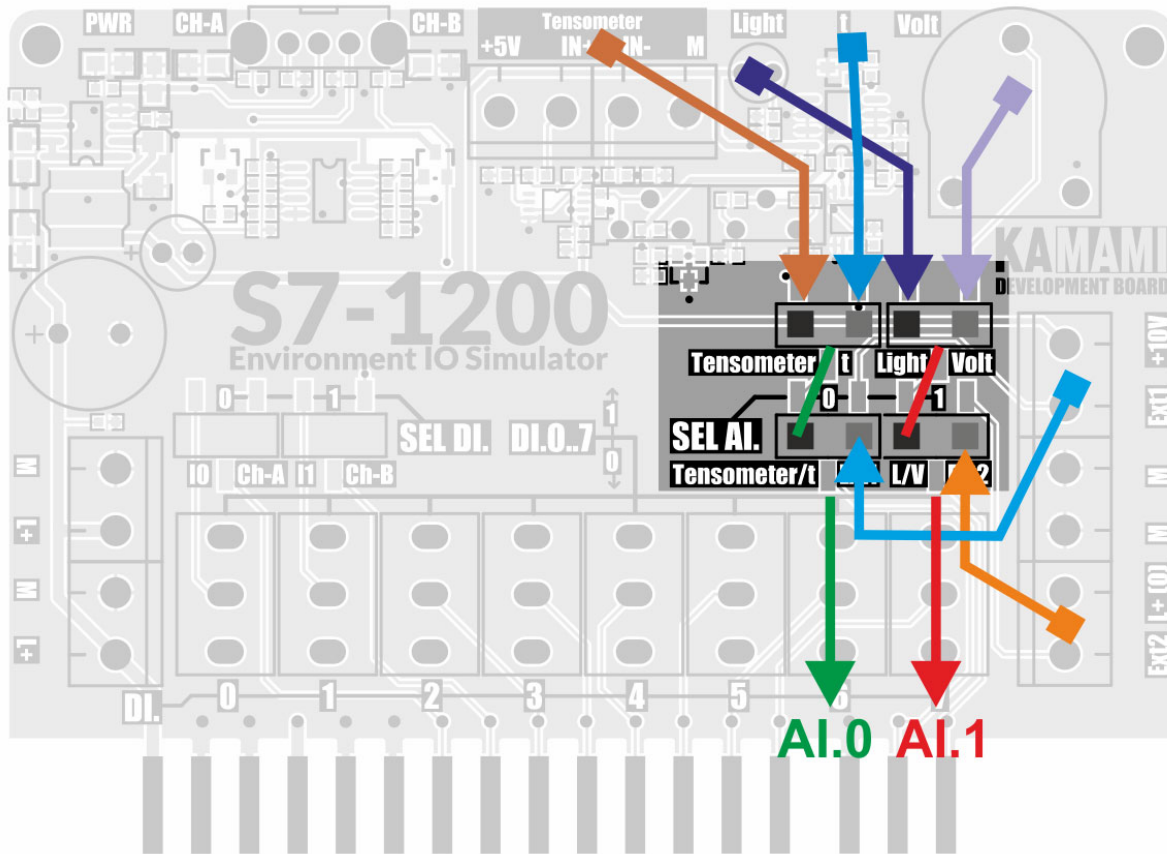 PWR CH-A CH-B Tensometer Light t Volt
+5V IN+ IN- M
S7-1200
Environment IO Simulator
KAMAMI
DEVELOPMENT BOARD
+10V
Ext1
M
M
L+ (0)
Ext2
Tensometer t Light Volt
0 1
SEL AI.
Tensometer/t L/V
0 1
SEL DI. DI.0..7 1
0
I0 Ch-A I1 Ch-B
M
L+
M
L+
DI. 0 1 2 3 4 5 6
AI.0 AI.1